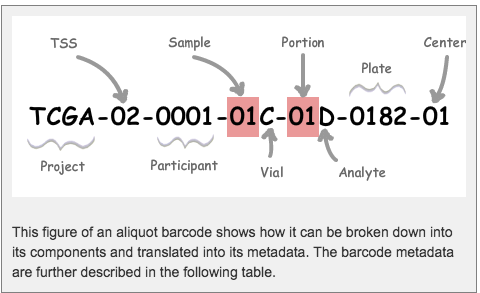 TSS Sample Portion Center
Plate
TCGA-02-0001-01C-01D-0182-01
Project Participant Vial Analyte
This figure of an aliquot barcode shows how it can be broken down into
its components and translated into its metadata. The barcode metadata
are further described in the following table.